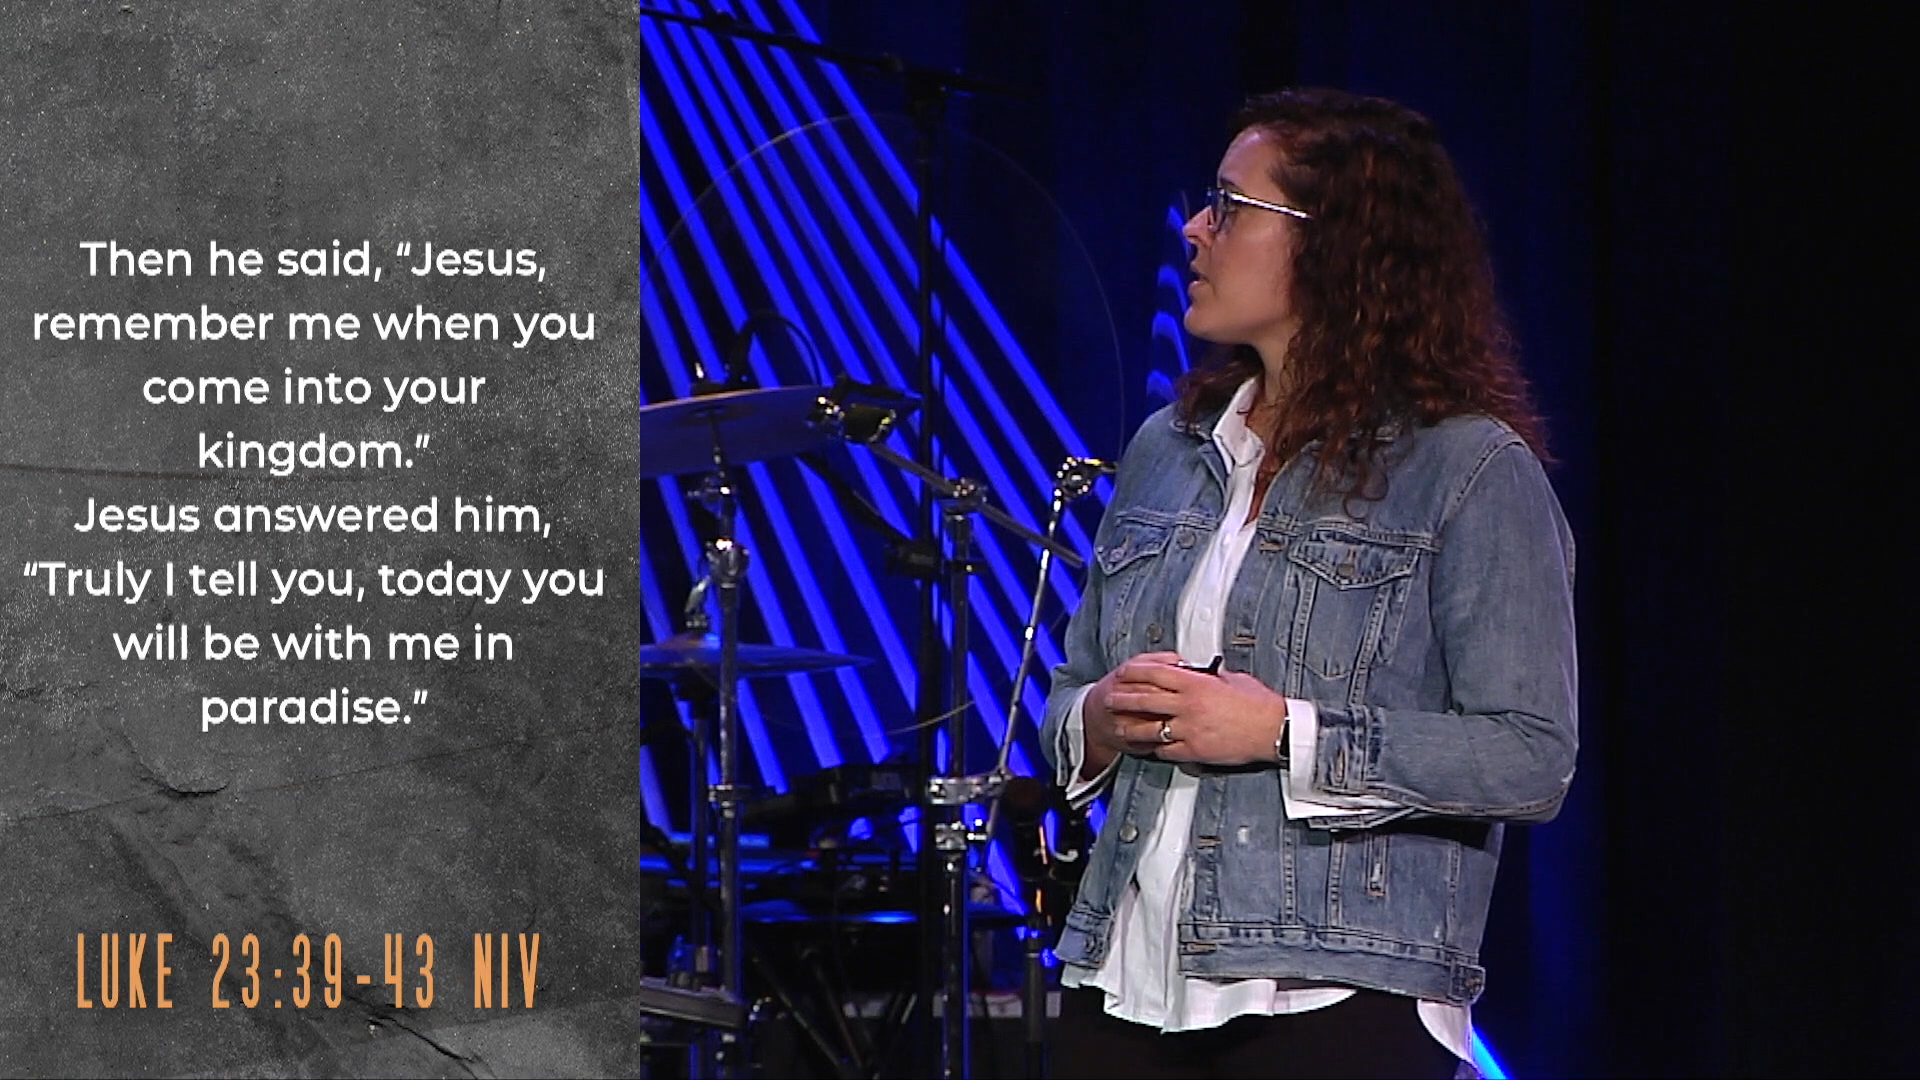 Then he said, “Jesus,
remember me when you
come into your
kingdom.”
Jesus answered him,
“Truly I tell you, today you
will be with me in
paradise.”
LUKE 23:39-43 NIV